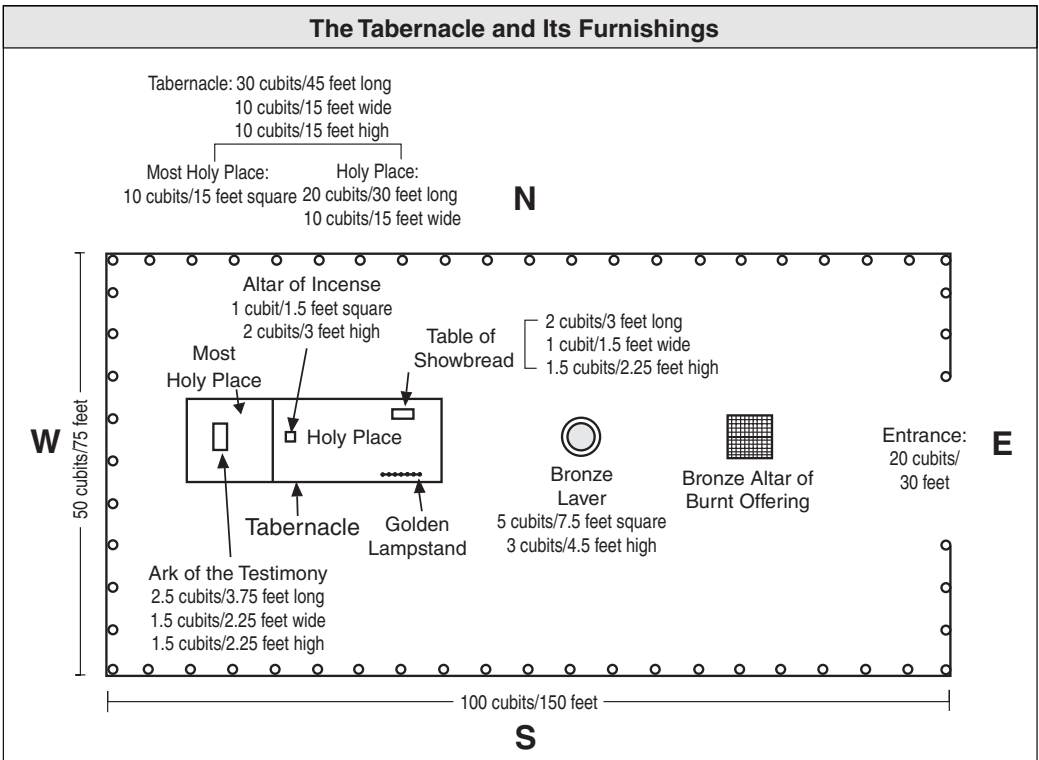 The Tabernacle and Its Furnishings
Tabernacle: 30 cubits/45 feet long
10 cubits/15 feet wide
10 cubits/15 feet high
Most Holy Place:
10 cubits/15 feet square
Holy Place:
20 cubits/30 feet long
10 cubits/15 feet wide
N
Altar of Incense
1 cubit/1.5 feet square
2 cubits/3 feet high
Table of
Showbread
2 cubits/3 feet long
1 cubit/1.5 feet wide
1.5 cubits/2.25 feet high
Most
Holy Place
W
50 cubits/75 feet
Holy Place
Entrance:
20 cubits/
30 feet
E
Bronze
Laver
5 cubits/7.5 feet square
3 cubits/4.5 feet high
Bronze Altar of
Burnt Offering
Tabernacle
Golden
Lampstand
Ark of the Testimony
2.5 cubits/3.75 feet long
1.5 cubits/2.25 feet wide
1.5 cubits/2.25 feet high
100 cubits/150 feet
S